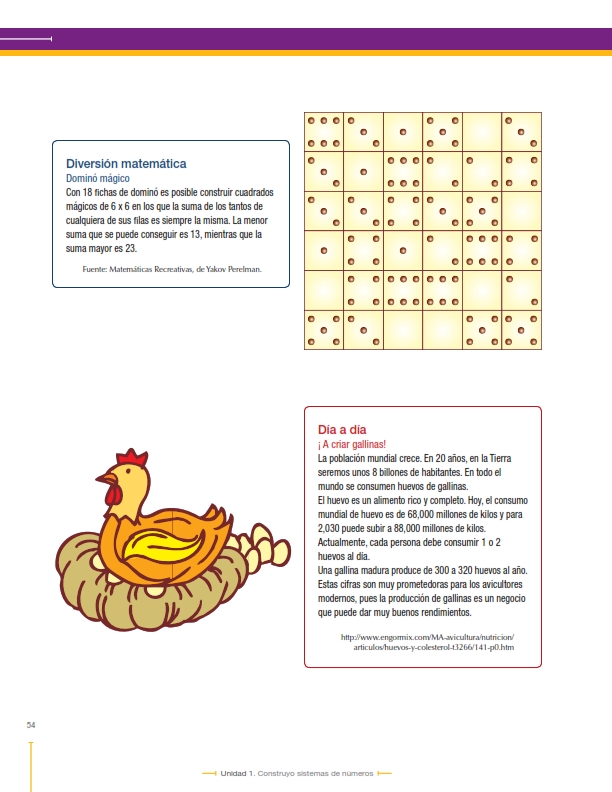 Diversión matemática
Dominó mágico
Con 18 fichas de dominó es posible construir cuadrados
mágicos de 6 x 6 en los que la suma de los tantos de
cualquiera de sus filas es siempre la misma. La menor
suma que se puede conseguir es 13, mientras que la
suma mayor es 23.
Fuente: Matemáticas Recreativas, de Yakov Perelman.
Día a día
¡ A criar gallinas!
La población mundial crece. En 20 años, en la Tierra
seremos unos 8 billones de habitantes. En todo el
mundo se consumen huevos de gallinas.
El huevo es un alimento rico y completo. Hoy, el consumo
mundial de huevo es de 68,000 millones de kilos y para
2,030 puede subir a 88,000 millones de kilos.
Actualmente, cada persona debe consumir 1 o 2
huevos al día.
Una gallina madura produce de 300 a 320 huevos al año.
Estas cifras son muy prometedoras para los avicultores
modernos, pues la producción de gallinas es un negocio
que puede dar muy buenos rendimientos.
http://www.engormix.com/MA-avicultura/nutricion/
articulos/huevos-y-colesterol-t3266/141-p0.htm
54
Unidad 1. Construyo sistemas de números